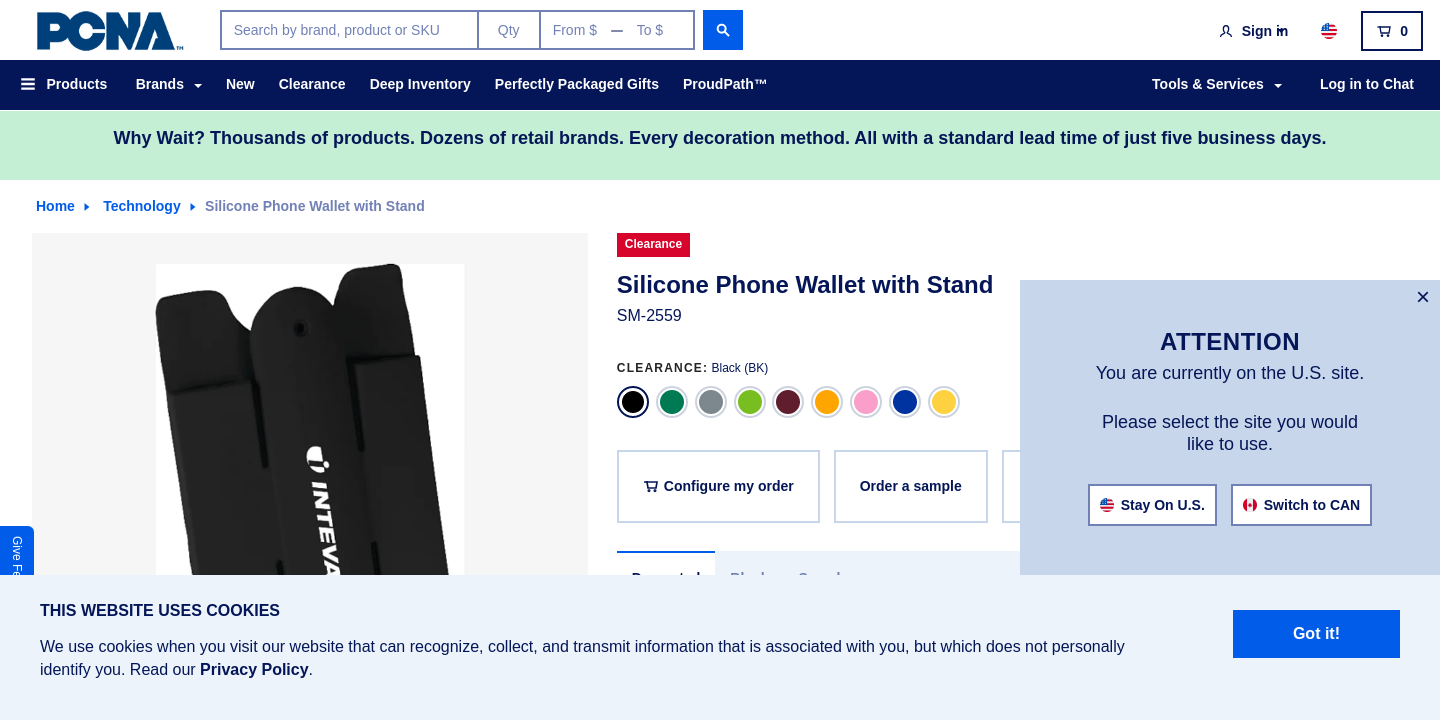 PCNA™
Search by brand, product or SKU
Qty
From $ — To $
Sign in
0
Products
Brands
New
Clearance
Deep Inventory
Perfectly Packaged Gifts
ProudPath™
Tools & Services
Log in to Chat
Why Wait? Thousands of products. Dozens of retail brands. Every decoration method. All with a standard lead time of just five business days.
Home
Technology
Silicone Phone Wallet with Stand
Clearance
Silicone Phone Wallet with Stand
SM-2559
CLEARANCE: Black (BK)
Configure my order
Order a sample
×
ATTENTION
You are currently on the U.S. site.
Please select the site you would
like to use.
Stay On U.S.
Switch to CAN
INTEVA
THIS WEBSITE USES COOKIES
We use cookies when you visit our website that can recognize, collect, and transmit information that is associated with you, but which does not personally
identify you. Read our Privacy Policy.
Got it!